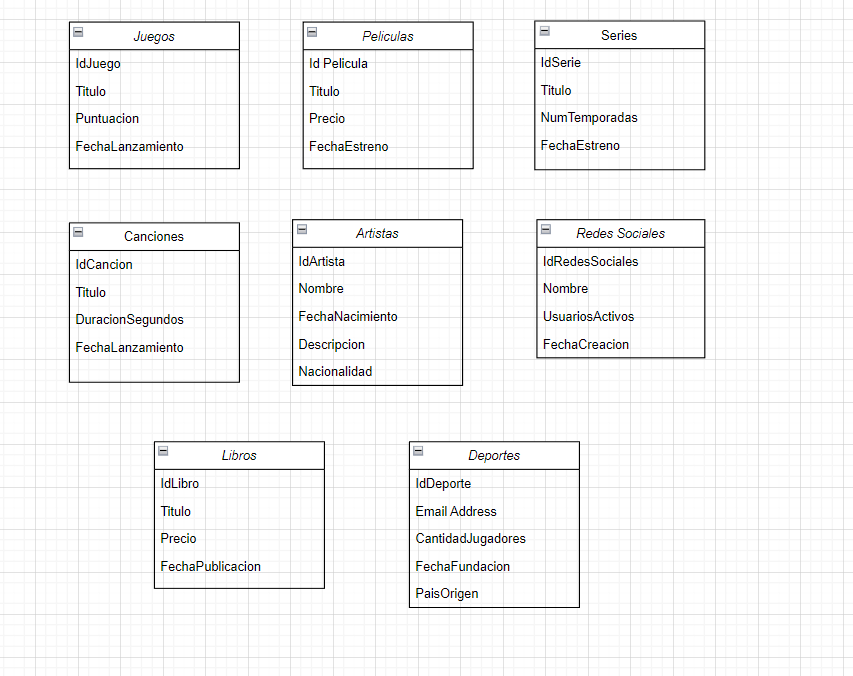 Juegos
IdJuego
Titulo
Puntuacion
FechaLanzamiento
Peliculas
Id Pelicula
Titulo
Precio
FechaEstreno
Series
IdSerie
Titulo
NumTemporadas
FechaEstreno
Canciones
IdCancion
Titulo
DuracionSegundos
FechaLanzamiento
Artistas
IdArtista
Nombre
FechaNacimiento
Descripcion
Nacionalidad
Redes Sociales
IdRedesSociales
Nombre
UsuariosActivos
FechaCreacion
Libros
IdLibro
Titulo
Precio
FechaPublicacion
Deportes
IdDeporte
Email Address
CantidadJugadores
FechaFundacion
PaisOrigen